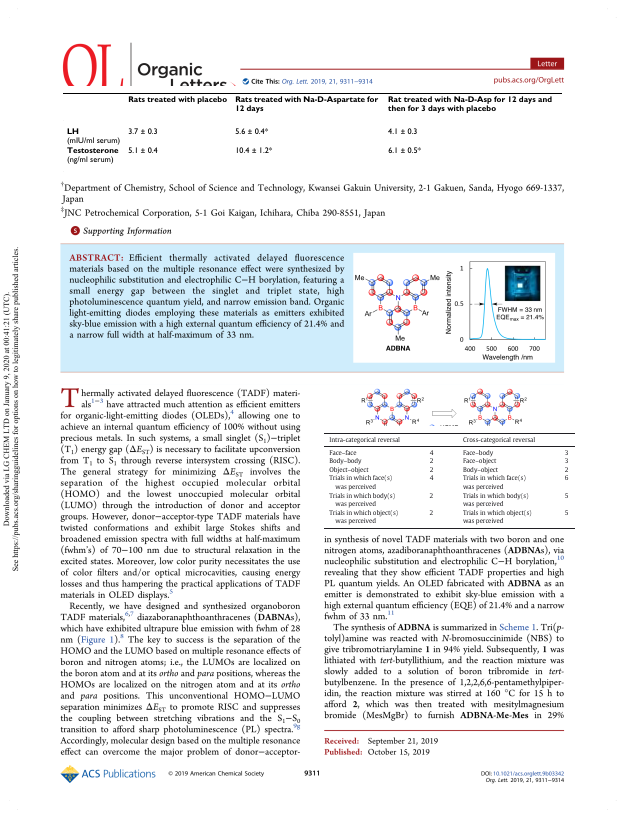 OL
Organic
Letters
Letter
Cite This: Org. Lett. 2019, 21, 9311−9314
pubs.acs.org/OrgLett
Rats treated with placebo Rats treated with Na-D-Aspartate for 12 days Rat treated with Na-D-Asp for 12 days and then for 3 days with placebo
LH (mIU/ml serum) 3.7 ± 0.3 5.6 ± 0.4* 4.1 ± 0.3
Testosterone (ng/ml serum) 5.1 ± 0.4 10.4 ± 1.2* 6.1 ± 0.5*
†Department of Chemistry, School of Science and Technology, Kwansei Gakuin University, 2-1 Gakuen, Sanda, Hyogo 669-1337,
Japan
‡JNC Petrochemical Corporation, 5-1 Goi Kaigan, Ichihara, Chiba 290-8551, Japan
S Supporting Information
ABSTRACT: Efficient thermally activated delayed fluorescence
materials based on the multiple resonance effect were synthesized by
nucleophilic substitution and electrophilic C−H borylation, featuring a
small energy gap between the singlet and triplet state, high
photoluminescence quantum yield, and narrow emission band. Organic
light-emitting diodes employing these materials as emitters exhibited
sky-blue emission with a high external quantum efficiency of 21.4% and
a narrow full width at half-maximum of 33 nm.
Me Me
N
B B
Ar Ar
Me
ADBNA
Normalized intensity
1
0.5
0
FWHM = 33 nm
EQEmax = 21.4%
400 500 600 700
Wavelength /nm
Thermally activated delayed fluorescence (TADF) materi-
als1−3 have attracted much attention as efficient emitters
for organic-light-emitting diodes (OLEDs),4 allowing one to
achieve an internal quantum efficiency of 100% without using
precious metals. In such systems, a small singlet (S1)−triplet
(T1) energy gap (ΔEST) is necessary to facilitate upconversion
from T1 to S1 through reverse intersystem crossing (RISC).
The general strategy for minimizing ΔEST involves the
separation of the highest occupied molecular orbital
(HOMO) and the lowest unoccupied molecular orbital
(LUMO) through the introduction of donor and acceptor
groups. However, donor−acceptor-type TADF materials have
twisted conformations and exhibit large Stokes shifts and
broadened emission spectra with full widths at half-maximum
(fwhm's) of 70−100 nm due to structural relaxation in the
excited states. Moreover, low color purity necessitates the use
of color filters and/or optical microcavities, causing energy
losses and thus hampering the practical applications of TADF
materials in OLED displays.5
Recently, we have designed and synthesized organoboron
TADF materials,6,7 diazaboranaphthoanthracenes (DABNAs),
which have exhibited ultrapure blue emission with fwhm of 28
nm (Figure 1).8 The key to success is the separation of the
HOMO and the LUMO based on multiple resonance effects of
boron and nitrogen atoms; i.e., the LUMOs are localized on
the boron atom and at its ortho and para positions, whereas the
HOMOs are localized on the nitrogen atom and at its ortho
and para positions. This unconventional HOMO−LUMO
separation minimizes ΔEST to promote RISC and suppresses
the coupling between stretching vibrations and the S1−S0
transition to afford sharp photoluminescence (PL) spectra.9g
Accordingly, molecular design based on the multiple resonance
effect can overcome the major problem of donor−acceptor-
R2 R2
R3 R4 R3 R4
Intra-categorical reversal Cross-categorical reversal
Face–face 4 Face–body 3
Body–body 2 Face–object 3
Object–object 2 Body–object 2
Trials in which face(s) 4 Trials in which face(s) 6
was perceived was perceived
Trials in which body(s) 2 Trials in which body(s) 5
was perceived was perceived
Trials in which object(s) 2 Trials in which object(s) 5
was perceived was perceived
in synthesis of novel TADF materials with two boron and one
nitrogen atoms, azadiboranaphthoanthracenes (ADBNAs), via
nucleophilic substitution and electrophilic C−H borylation,10
revealing that they show efficient TADF properties and high
PL quantum yields. An OLED fabricated with ADBNA as an
emitter is demonstrated to exhibit sky-blue emission with a
high external quantum efficiency (EQE) of 21.4% and a narrow
fwhm of 33 nm.11
The synthesis of ADBNA is summarized in Scheme 1. Tri(p-
tolyl)amine was reacted with N-bromosuccinimide (NBS) to
give tribromotriarylamine 1 in 94% yield. Subsequently, 1 was
lithiated with tert-butyllithium, and the reaction mixture was
slowly added to a solution of boron tribromide in tert-
butylbenzene. In the presence of 1,2,2,6,6-pentamethylpiper-
idin, the reaction mixture was stirred at 160 °C for 15 h to
afford 2, which was then treated with mesitylmagnesium
bromide (MesMgBr) to furnish ADBNA-Me-Mes in 29%
Received: September 21, 2019
Published: October 15, 2019
ACS Publications
© 2019 American Chemical Society
9311
DOI: 10.1021/acs.orglett.9b03342
Org. Lett. 2019, 21, 9311−9314
Downloaded via LG CHEM LTD on January 9, 2020 at 00:41:21 (UTC).
See https://pubs.acs.org/sharingguidelines for options on how to legitimately share published articles.